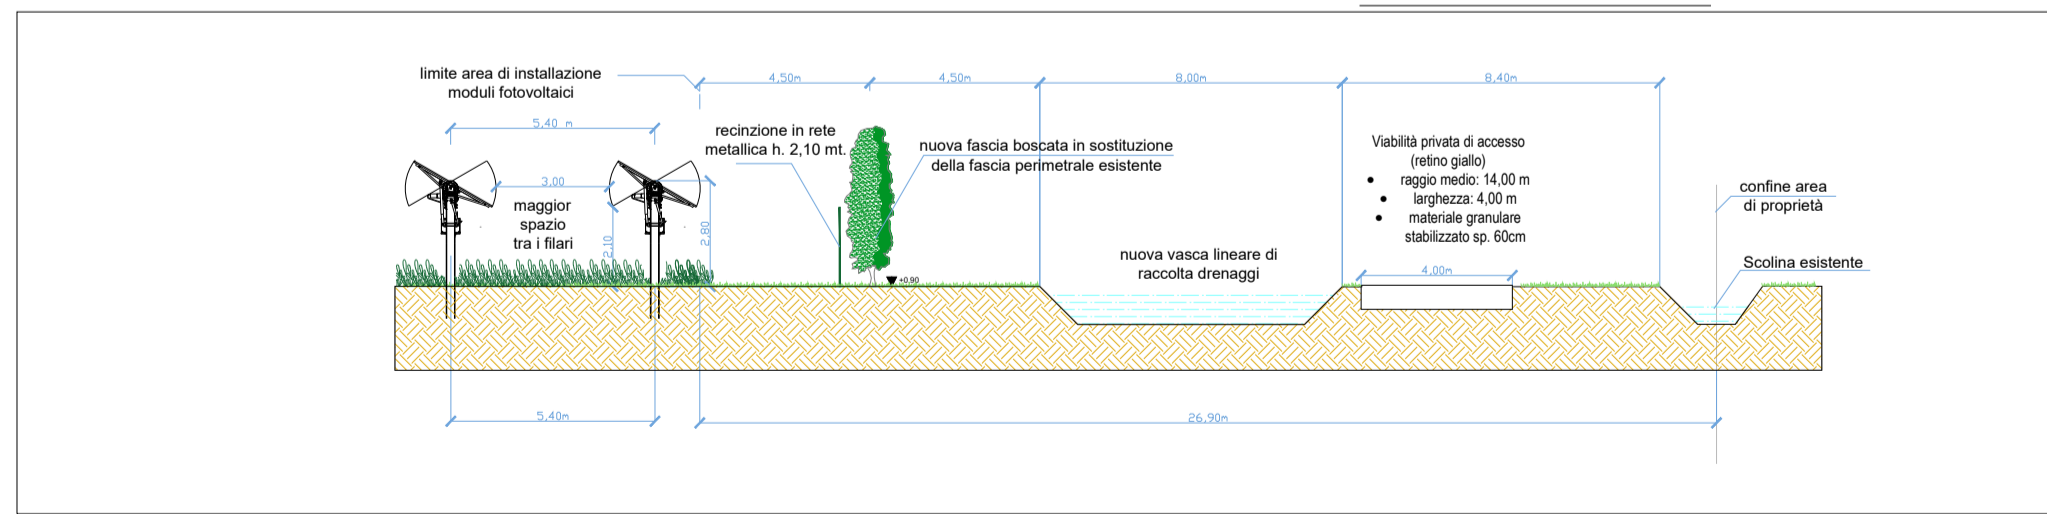 limite area di installazione
moduli fotovoltaici
4,50m
4,50m
8,00m
8,40m
5,40 m
recinzione in rete
metallica h. 2,10 mt.
nuova fascia boscata in sostituzione
della fascia perimetrale esistente
Viabilità privata di accesso
(retino giallo)
• raggio medio: 14,00 m
• larghezza: 4,00 m
• materiale granulare
stabilizzato sp. 60cm
confine area
di proprietà
3,00
maggior
spazio
tra i filari
2,10
2,80
nuova vasca lineare di
raccolta drenaggi
Scolina esistente
+0.90
4,00m
5,40m
26,90m